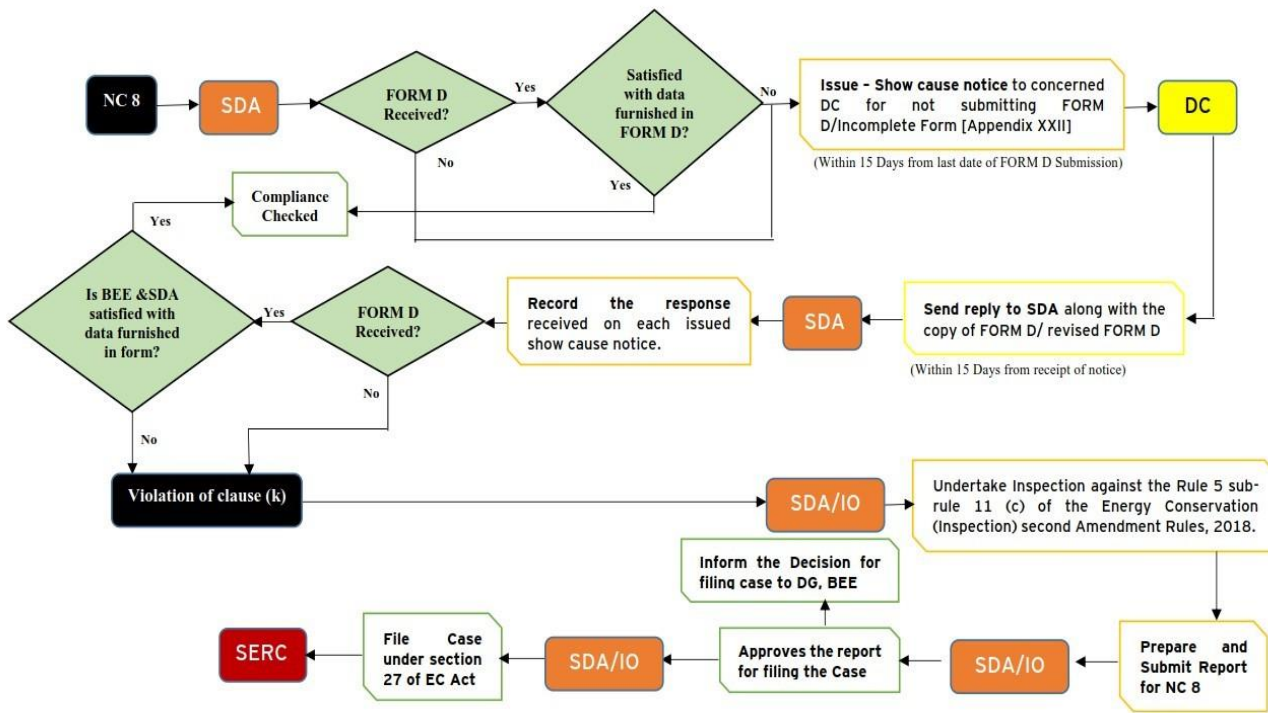 NC 8
SDA
FORM D
Received?
Yes
No
Satisfied
with data
furnished in
FORM D?
No
Yes
Issue – Show cause notice to concerned
DC for not submitting FORM
D/Incomplete Form [Appendix XXII]
(Within 15 Days from last date of FORM D Submission)
DC
Compliance
Checked
Yes
Is BEE &SDA
satisfied with
data furnished
in form?
No
Yes
FORM D
Received?
No
Record the response
received on each issued
show cause notice.
SDA
Send reply to SDA along with the
copy of FORM D/ revised FORM D
(Within 15 Days from receipt of notice)
Violation of clause (k)
SDA/IO
Undertake Inspection against the Rule 5 sub-
rule 11 (c) of the Energy Conservation
(Inspection) second Amendment Rules, 2018.
Inform the Decision for
filing case to DG, BEE
SERC
File Case
under section
27 of EC Act
SDA/IO
Approves the report
for filing the Case
SDA/IO
Prepare and
Submit Report
for NC 8